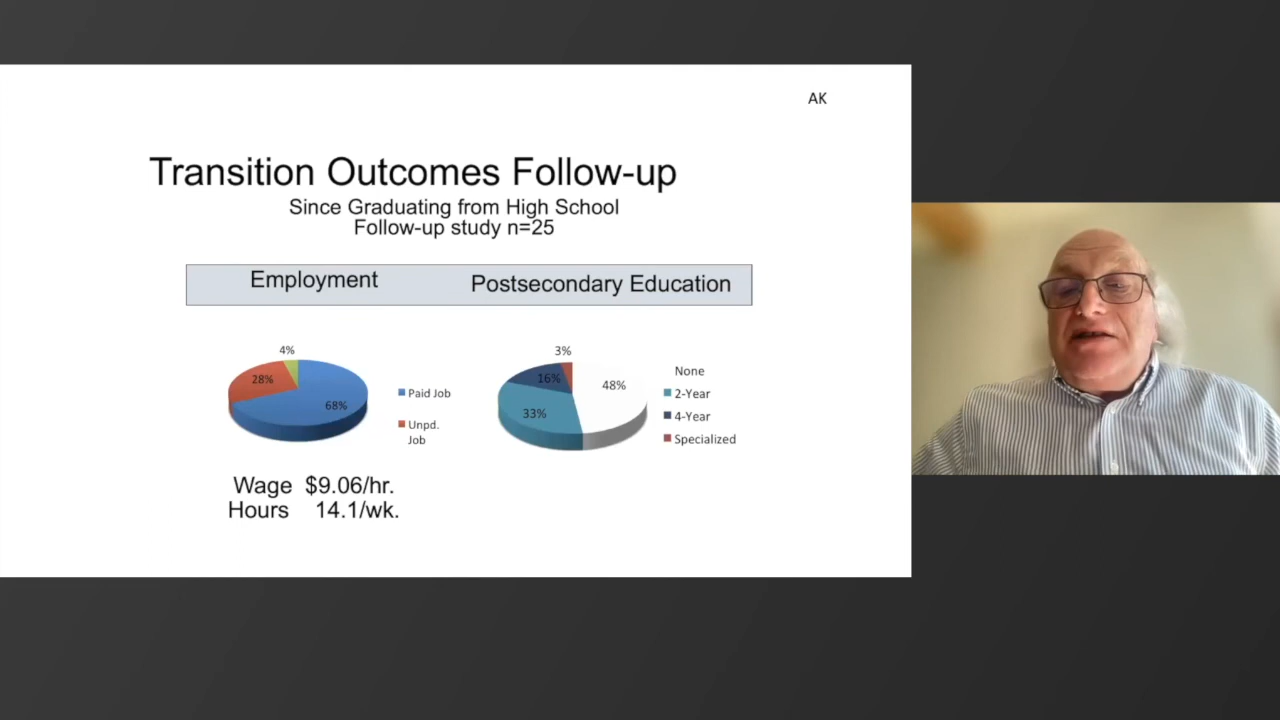 AK
Transition Outcomes Follow-up
Since Graduating from High School
Follow-up study n=25
Employment
Postsecondary Education
4%
28%
68%
Paid Job
Unpd.
Job
3%
16%
48%
33%
None
2-Year
4-Year
Specialized
Wage $9.06/hr.
Hours 14.1/wk.